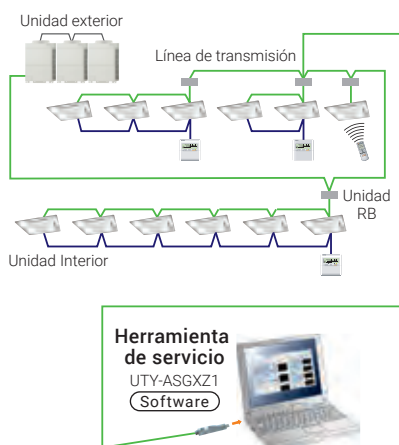 Unidad exterior
Línea de transmisión
Unidad
RB
Unidad Interior
Herramienta
de servicio
UTY-ASGXZ1
Software